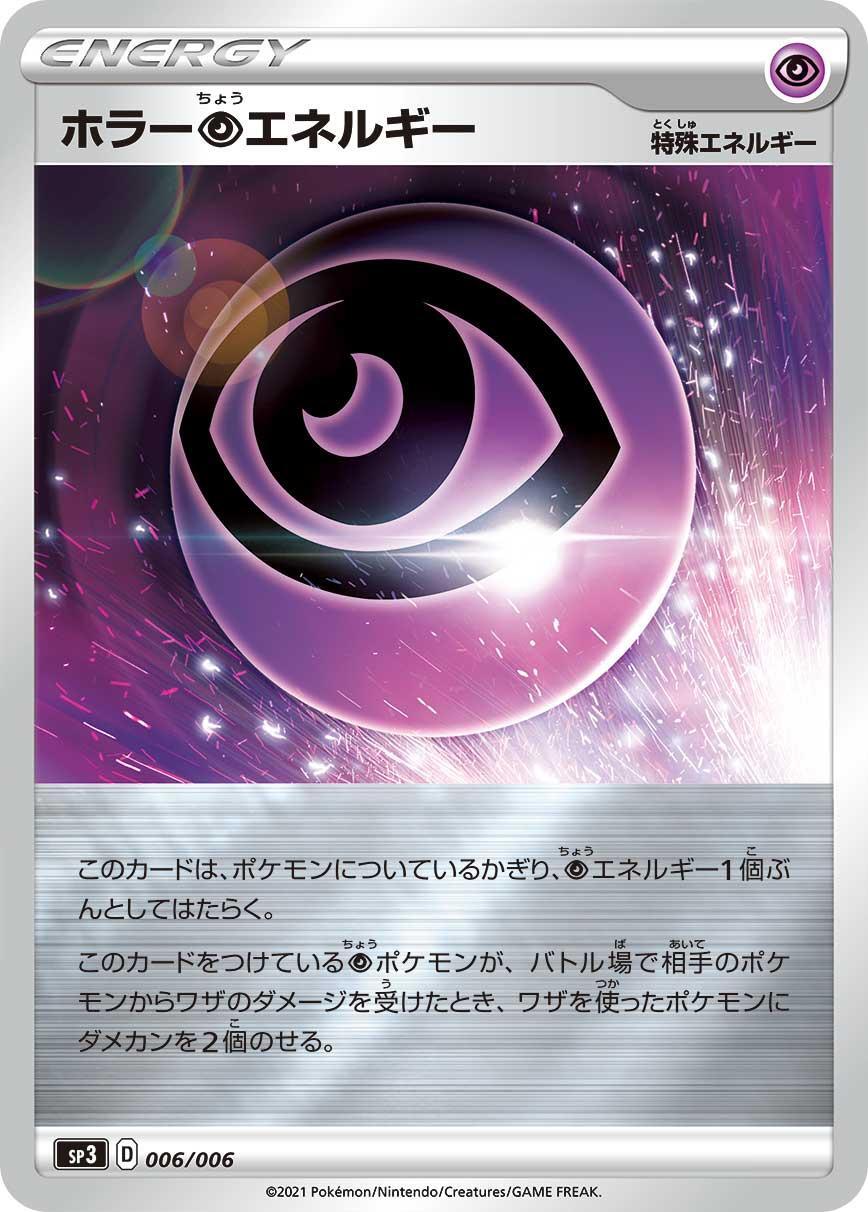 ENERGY
ちょう
ホラー超エネルギー
とくしゅ
特殊エネルギー
ちょう こ
このカードは、ポケモンについているかぎり、超エネルギー1個ぶ
んとしてはたらく。
ちょう ば あいて
このカードをつけている超ポケモンが、バトル場で相手のポケ
う つか
モンからワザのダメージを受けたとき、ワザを使ったポケモンに
こ
ダメカンを2個のせる。
SP3 D 006/006
©2021 Pokémon/Nintendo/Creatures/GAME FREAK.